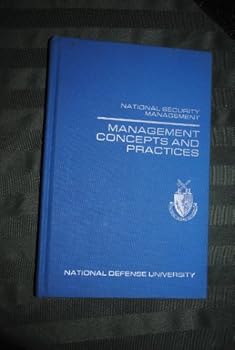 NATIONAL SECURITY
MANAGEMENT
MANAGEMENT
CONCEPTS AND
PRACTICES
NATIONAL DEFENSE UNIVERSITY